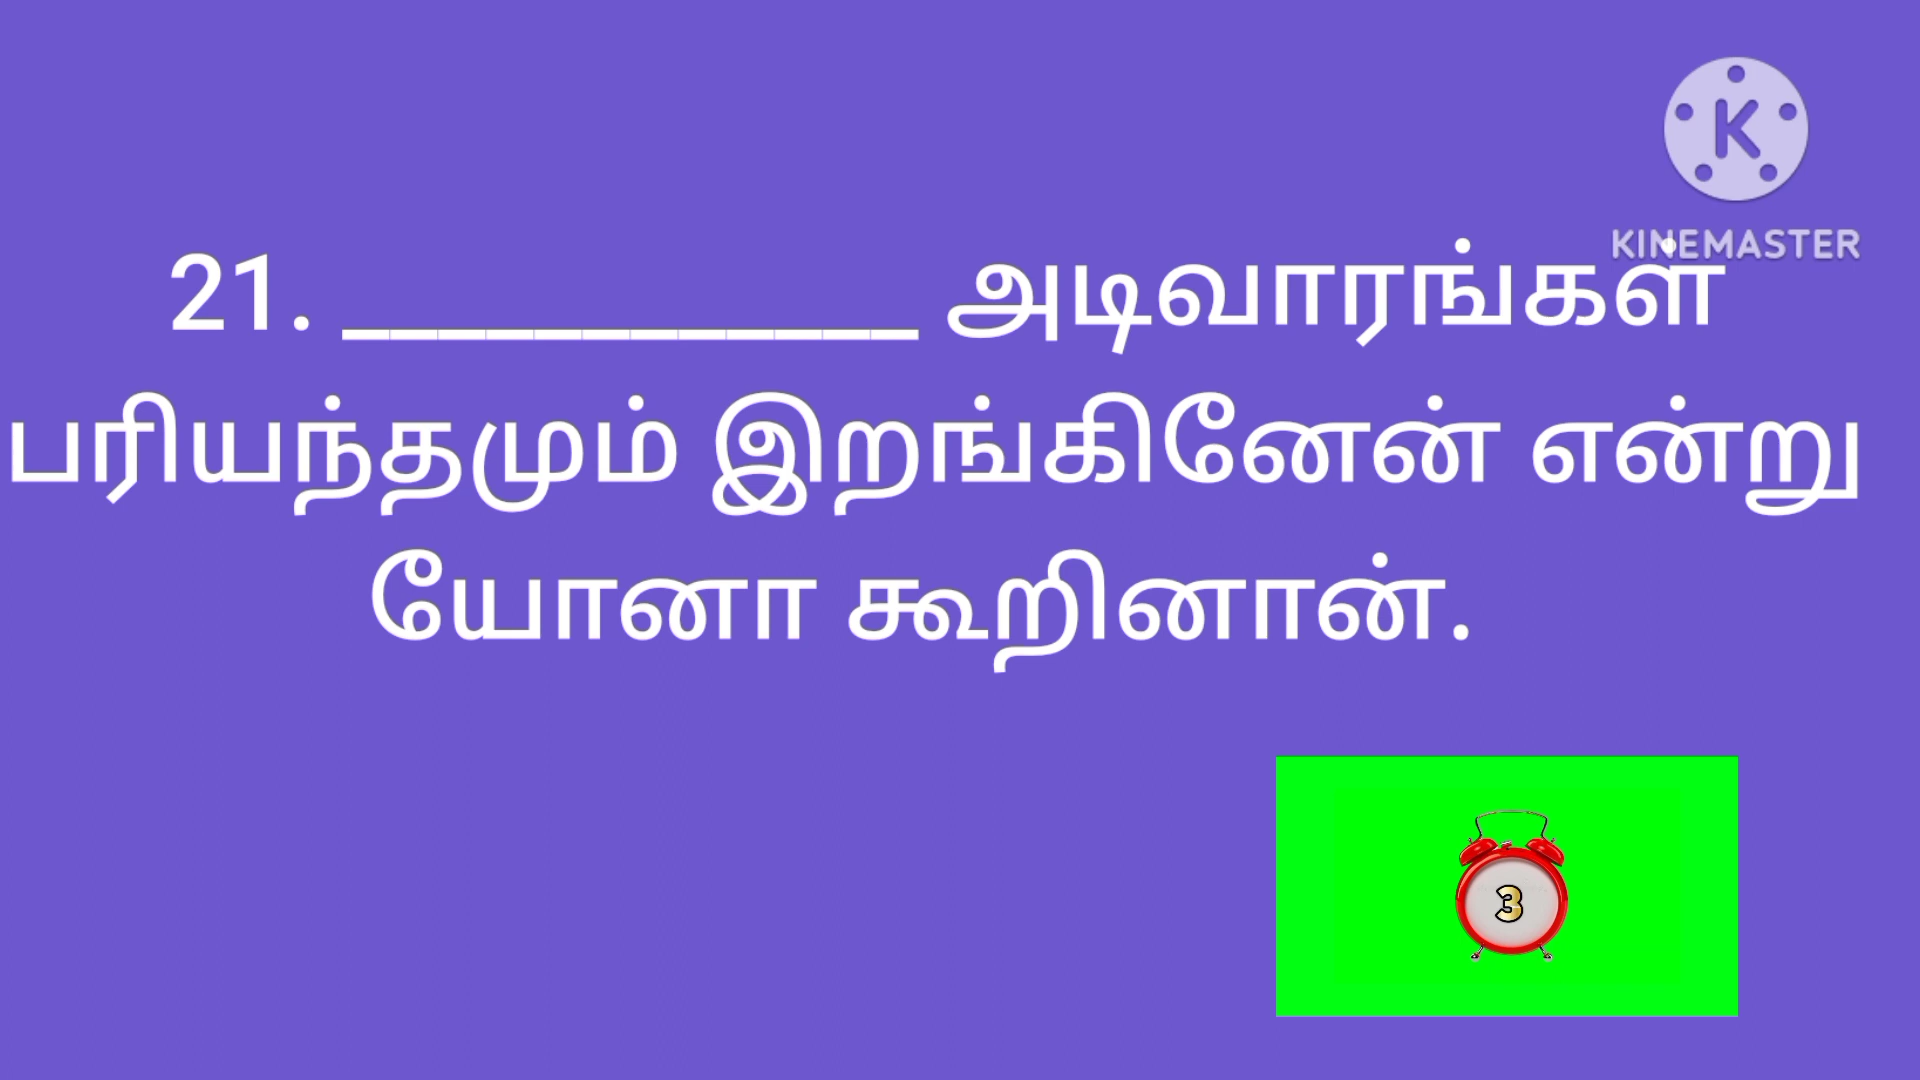 K
KINEMASTER
21. ____________ அடிவாரங்கள்
பரியந்தமும் இறங்கினேன் என்று
யோனா கூறினான்.
3